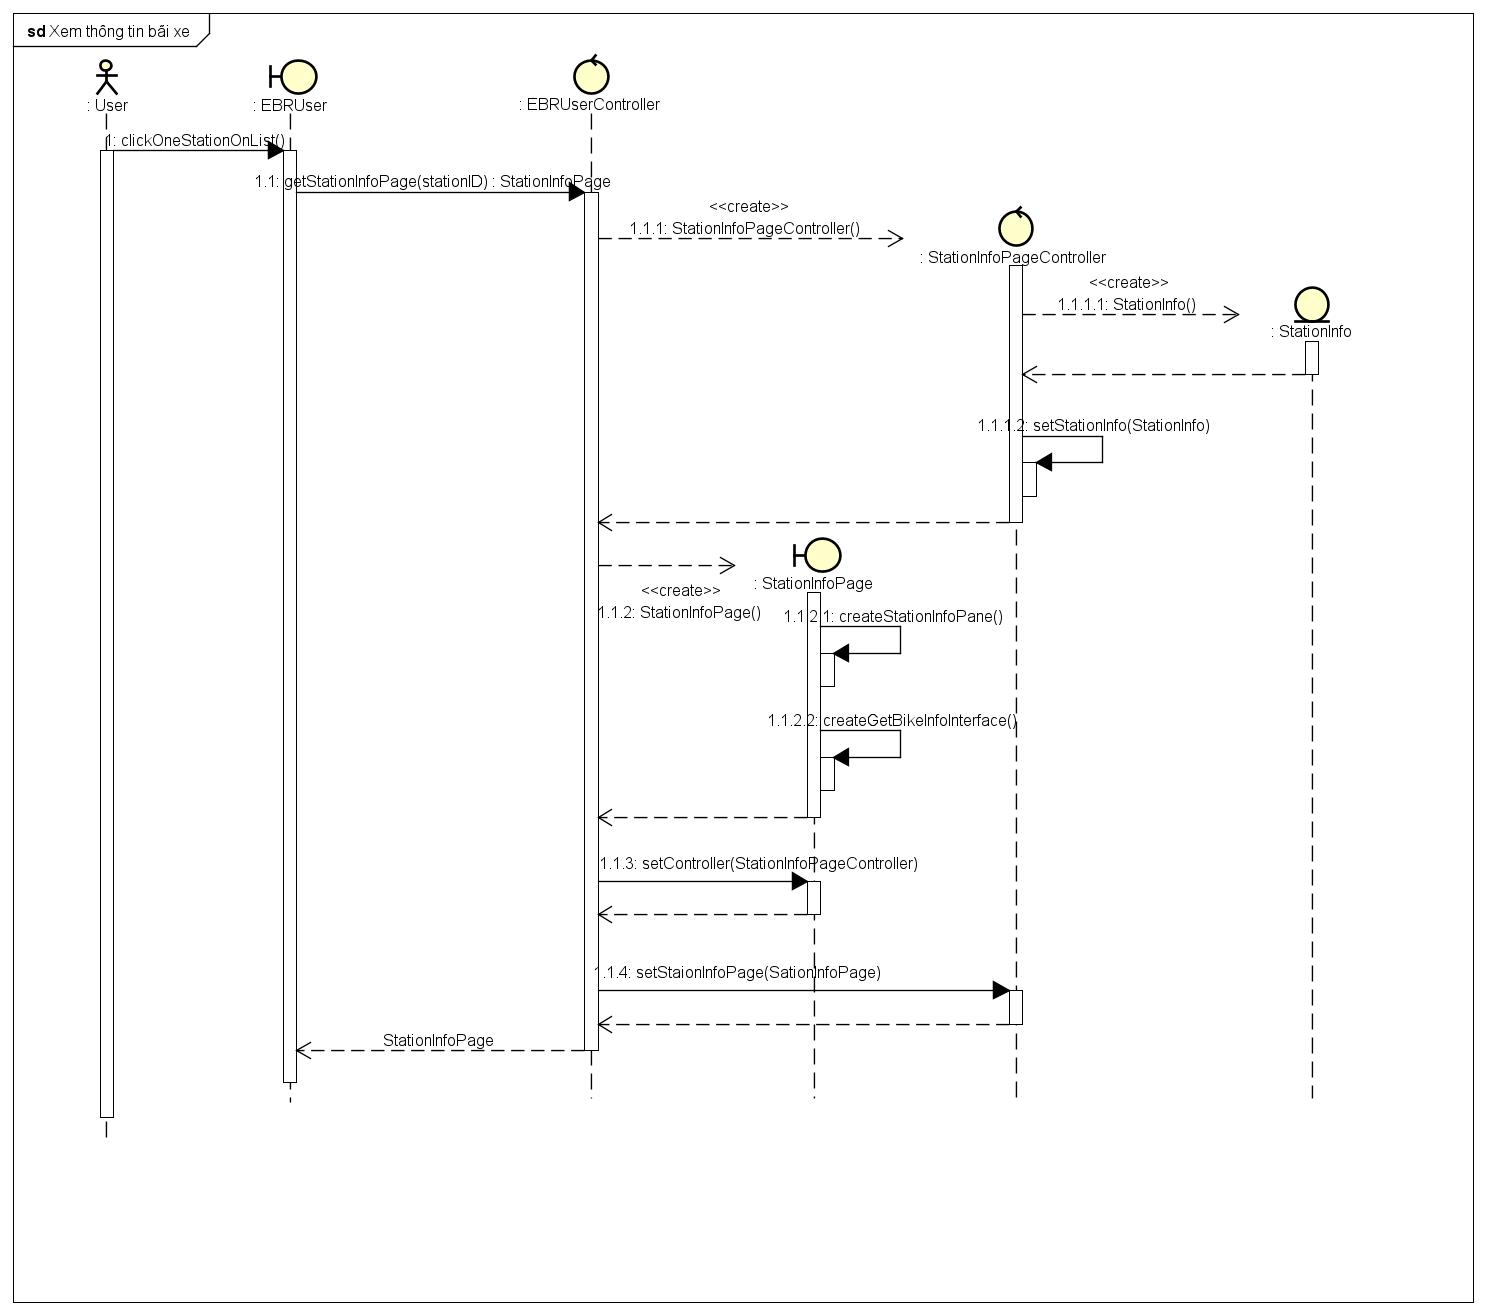 sd Xem thông tin bãi xe
: User
: EBRUser
: EBRUserController
1: clickOneStationOnList()
1.1: getStationInfoPage(stationID) : StationInfoPage
<<create>>
1.1.1: StationInfoPageController()
: StationInfoPageController
<<create>>
1.1.1.1: StationInfo()
: StationInfo
1.1.1.2: setStationInfo(StationInfo)
: StationInfoPage
<<create>>
1.1.2: StationInfoPage()
1.1.2.1: createStationInfoPane()
1.1.2.2: createGetBikeInfoInterface()
1.1.3: setController(StationInfoPageController)
1.1.4: setStaionInfoPage(SationInfoPage)
StationInfoPage